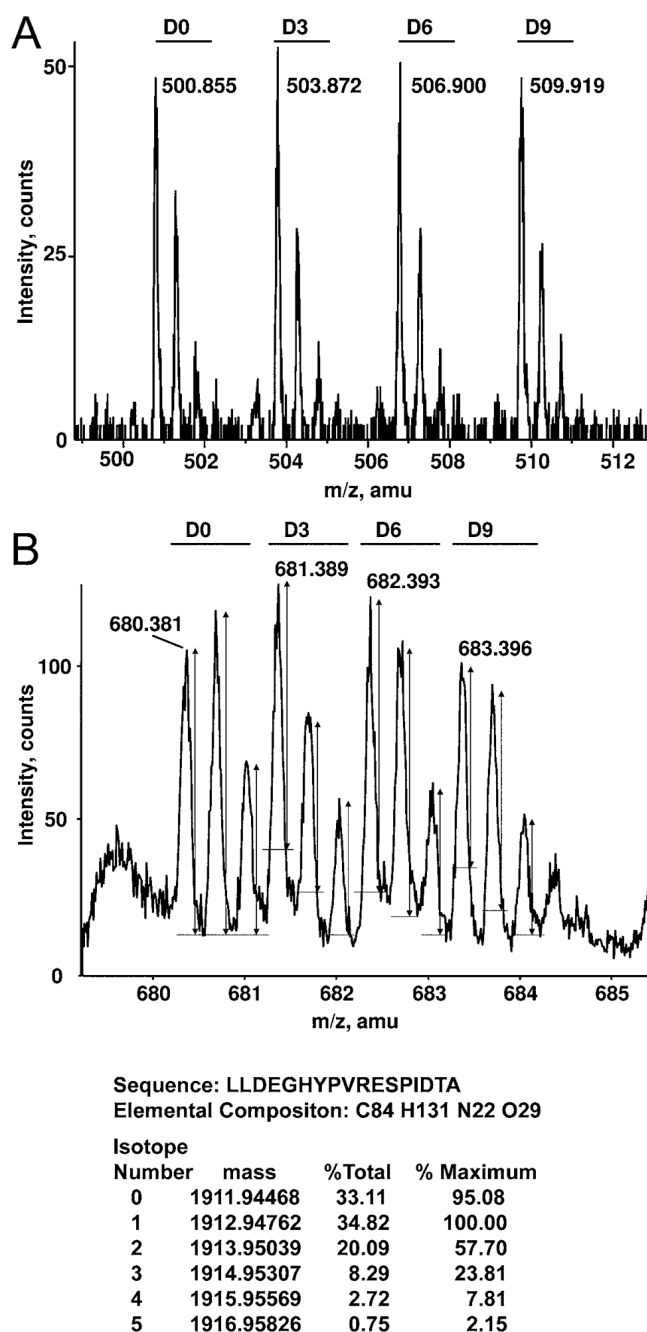 A
D0 D3 D6 D9
50
500.855 503.872 506.900 509.919
25
0
Intensity, counts
500 502 504 506 508 510 512
m/z, amu
B
D0 D3 D6 D9
681.389
682.393
680.381
683.396
100
50
0
Intensity, counts
680 681 682 683 684 685
m/z, amu
Sequence: LLDEGHYPVRESPIDTA
Elemental Compositon: C84 H131 N22 O29
Isotope
Number mass %Total % Maximum
0 1911.94468 33.11 95.08
1 1912.94762 34.82 100.00
2 1913.95039 20.09 57.70
3 1914.95307 8.29 23.81
4 1915.95569 2.72 7.81
5 1916.95826 0.75 2.15